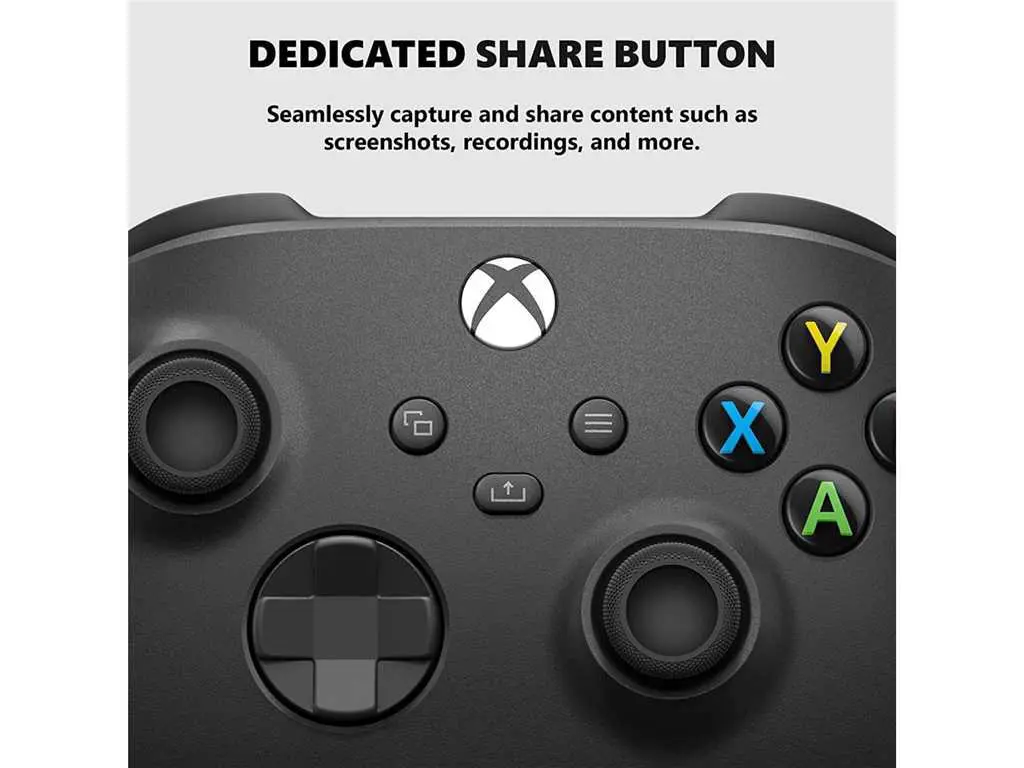 DEDICATED SHARE BUTTON
Seamlessly capture and share content such as
screenshots, recordings, and more.
Y
X
A